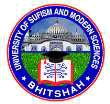 UNIVERSITY OF SUFISM AND MODERN SCIENCES
BHITSHAH